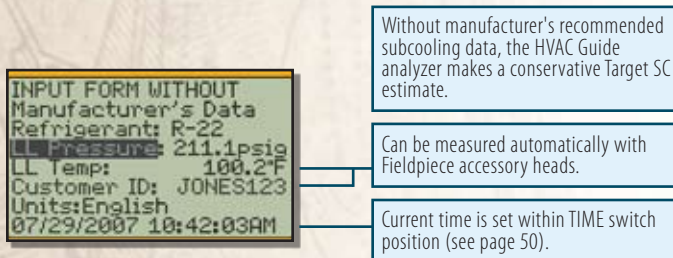 INPUT FORM WITHOUT
Manufacturer's Data
Refrigerant: R-22
LL Pressure: 211.1psig
LL Temp: 100.2°F
Customer ID: JONES123
Units:English
07/29/2007 10:42:03AM
Without manufacturer's recommended
subcooling data, the HVAC Guide
analyzer makes a conservative Target SC
estimate.
Can be measured automatically with
Fieldpiece accessory heads.
Current time is set within TIME switch
position (see page 50).